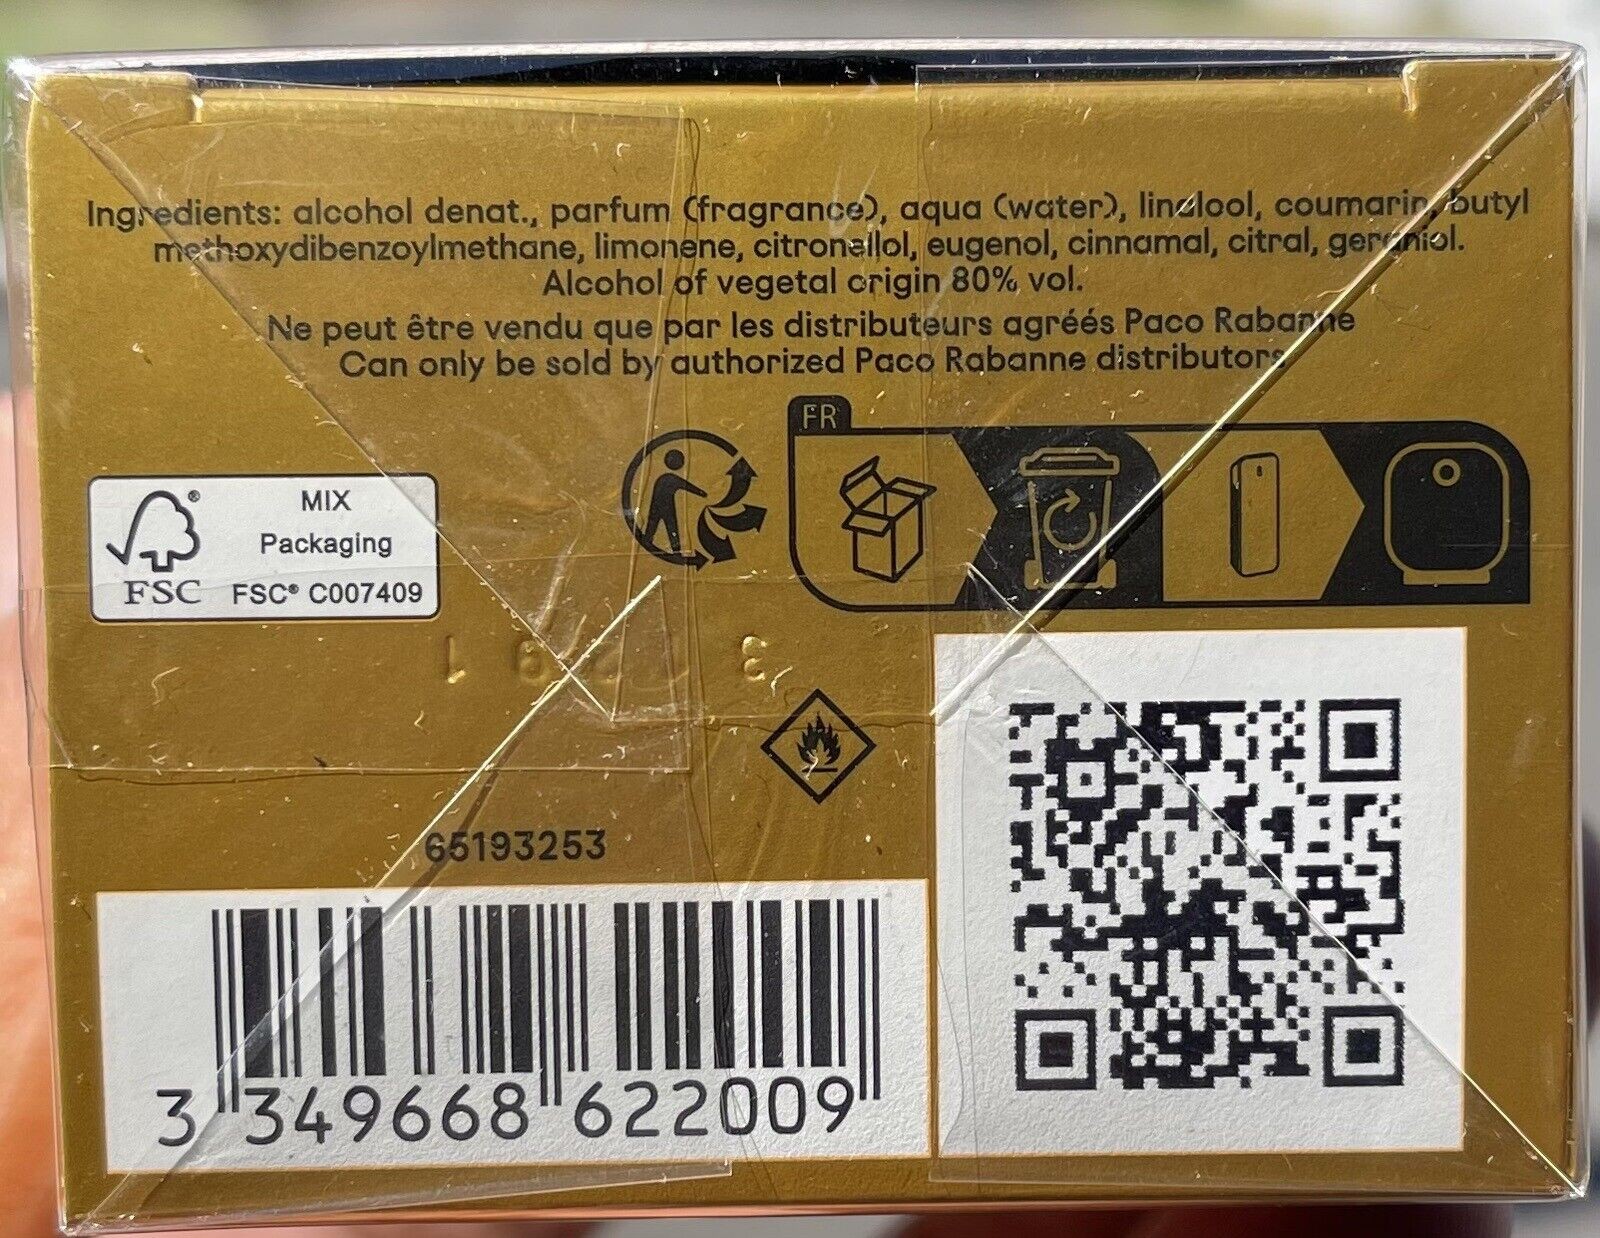 Ingredients: alcohol denat., parfum (fragrance), aqua (water), linalool, coumarin, butyl
methoxydibenzoylmethane, limonene, citronellol, eugenol, cinnamal, citral, geraniol.
Alcohol of vegetal origin 80% vol.
Ne peut être vendu que par les distributeurs agréés Paco Rabanne
Can only be sold by authorized Paco Rabanne distributors
FR
MIX
Packaging
FSC® C007409
FSC
65193253
3 349668 622009